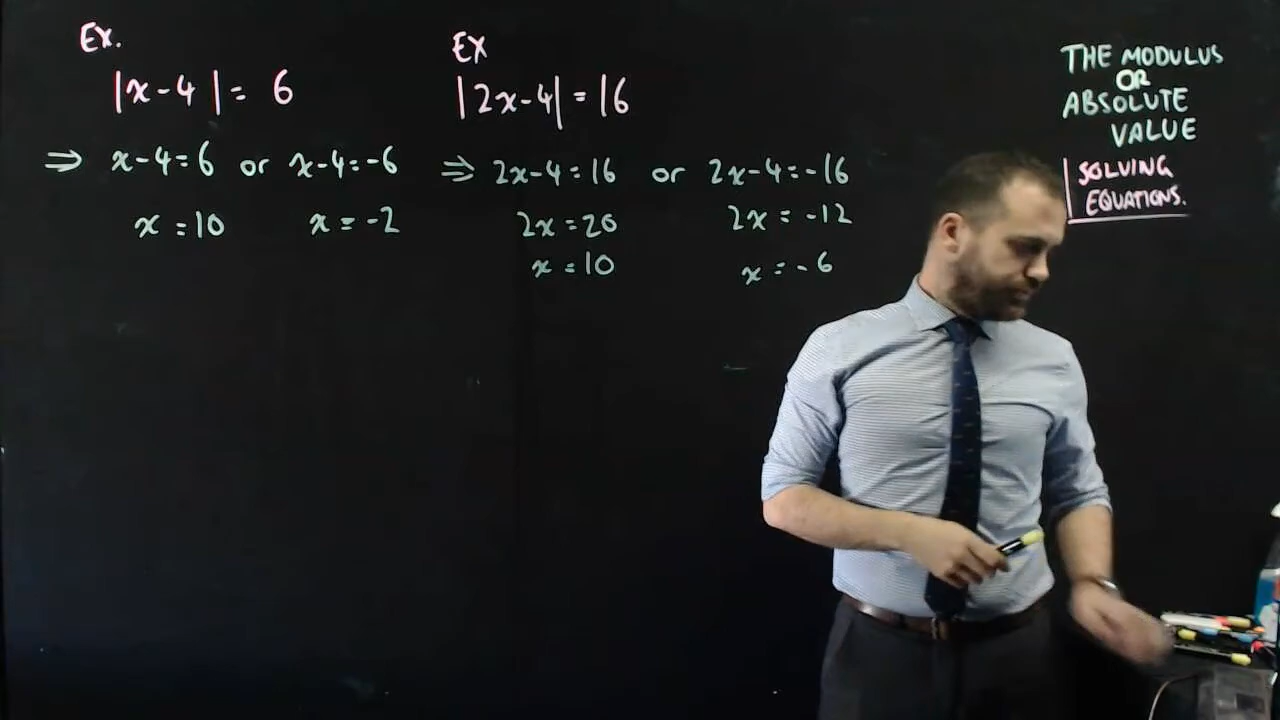 Ex.
|x-4| = 6
⇒ x-4=6 or x-4=-6
x=10 x=-2
EX
|2x-4| = 16
⇒ 2x-4=16 or 2x-4=-16
2x=20 2x=-12
x=10 x=-6
THE MODULUS
OR
ABSOLUTE
VALUE
SOLVING
EQUATIONS.